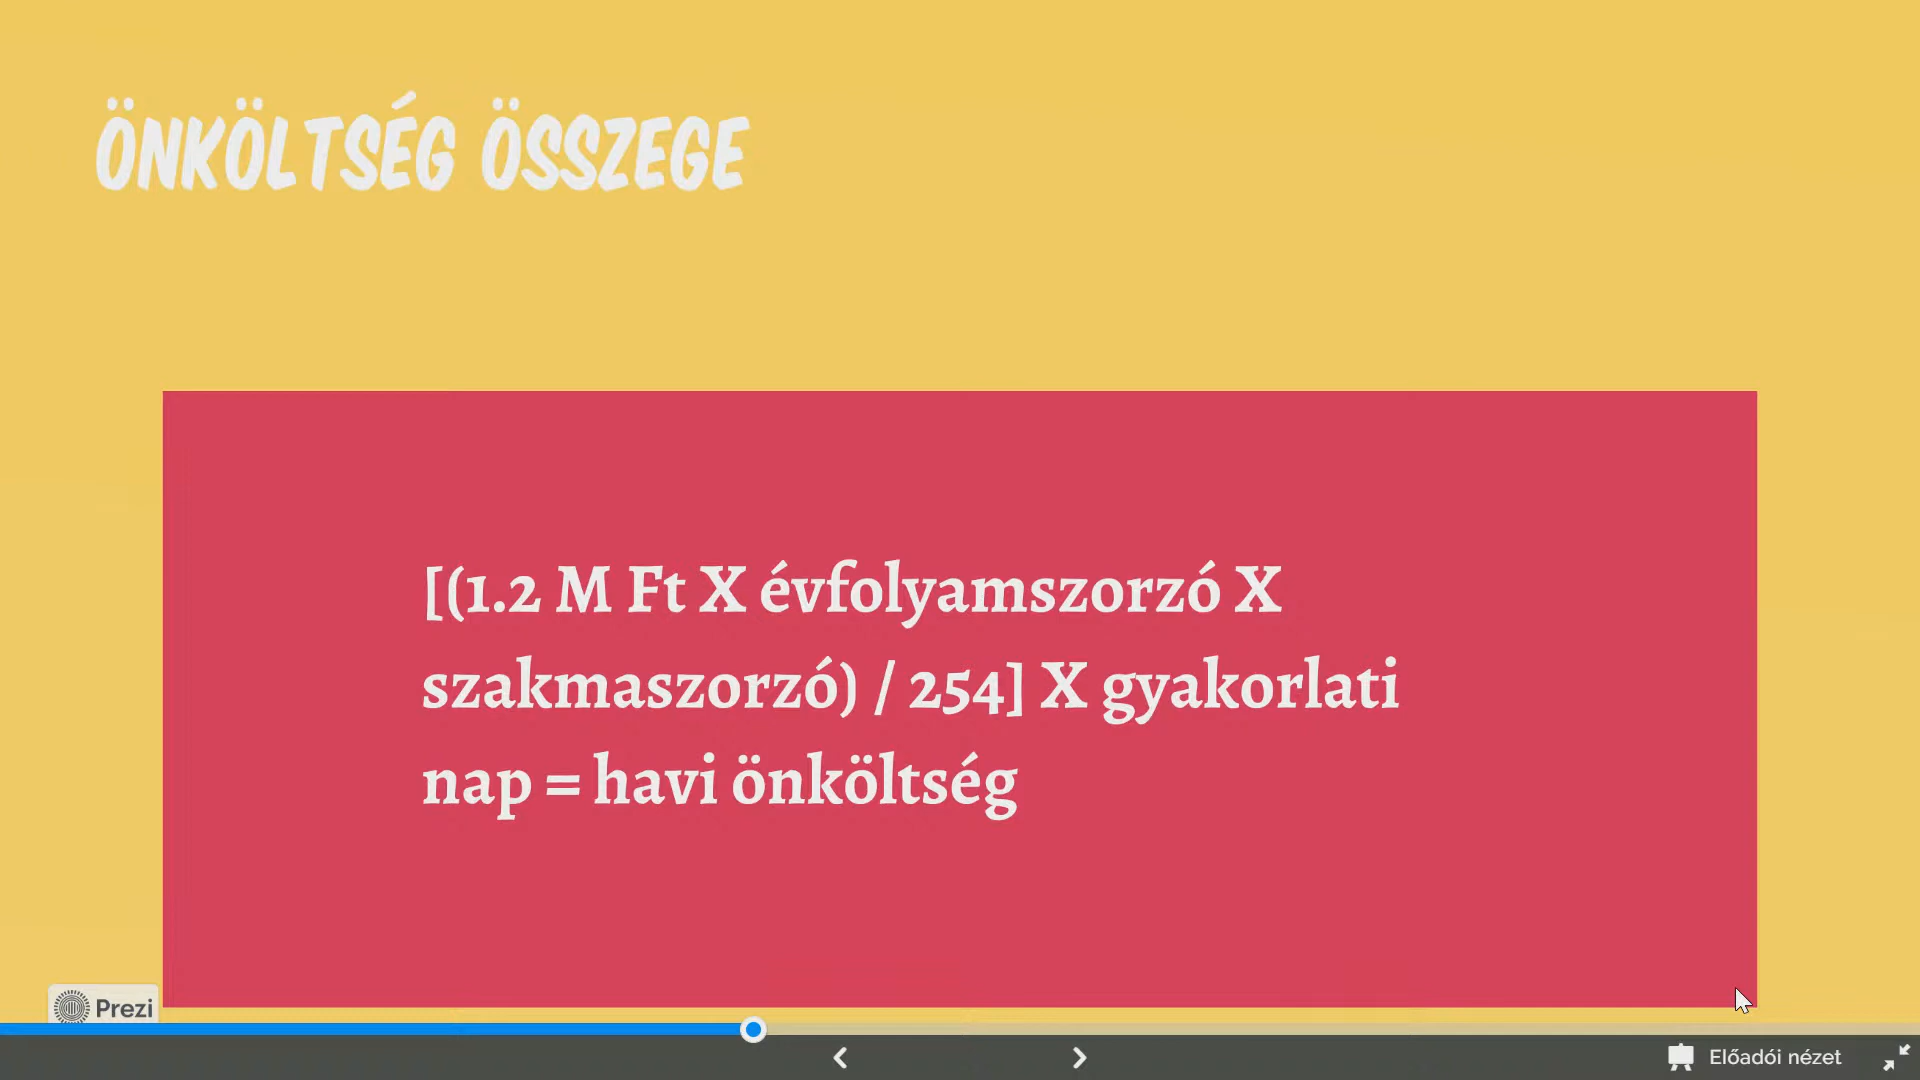 ÖNKÖLTSÉG ÖSSZEGE
[(1.2 M Ft X évfolyamszorzó X
szakmaszorzó) / 254] X gyakorlati
nap = havi önköltség
Prezi
Előadói nézet